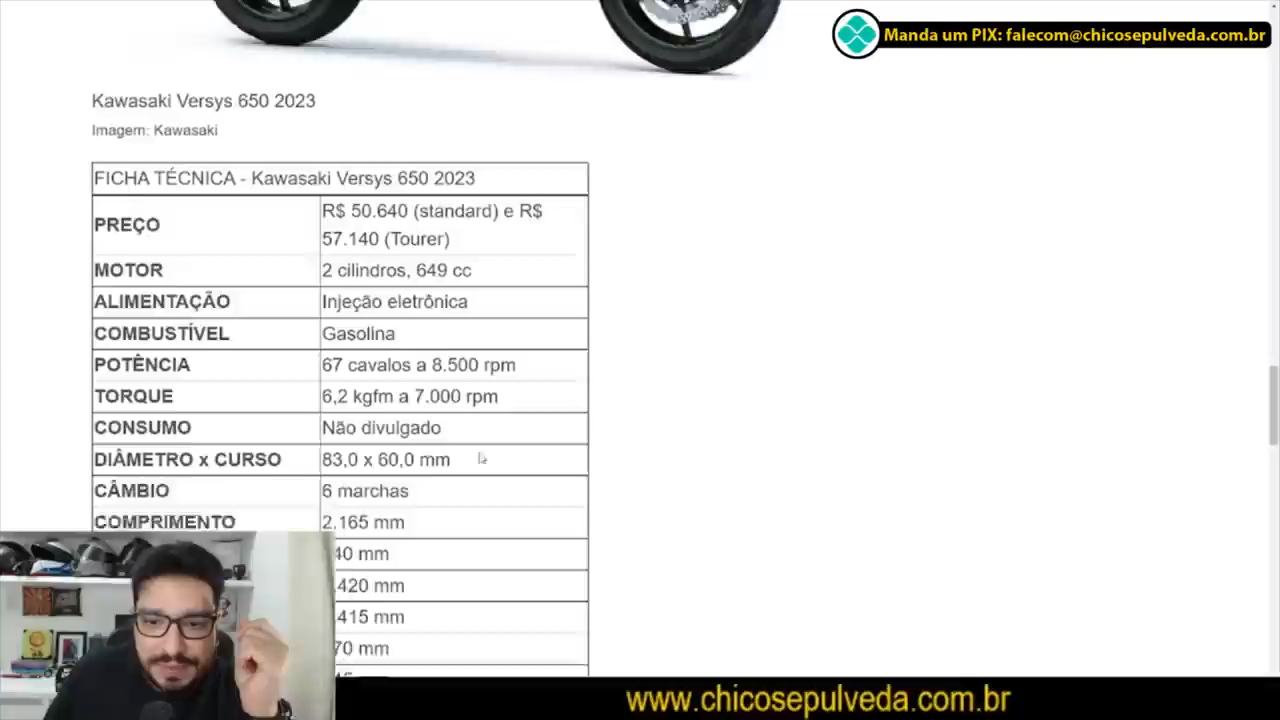 Manda um PIX: falecom@chicosepulveda.com.br
Kawasaki Versys 650 2023
Imagem: Kawasaki
FICHA TÉCNICA - Kawasaki Versys 650 2023
PREÇO
R$ 50.640 (standard) e R$
57.140 (Tourer)
MOTOR 2 cilindros, 649 cc
ALIMENTAÇÃO Injeção eletrônica
COMBUSTÍVEL Gasolina
POTÊNCIA 67 cavalos a 8.500 rpm
TORQUE 6,2 kgfm a 7.000 rpm
CONSUMO Não divulgado
DIÂMETRO x CURSO 83,0 x 60,0 mm
CÂMBIO 6 marchas
COMPRIMENTO 2.165 mm
40 mm
.420 mm
415 mm
70 mm
www.chicosepulveda.com.br